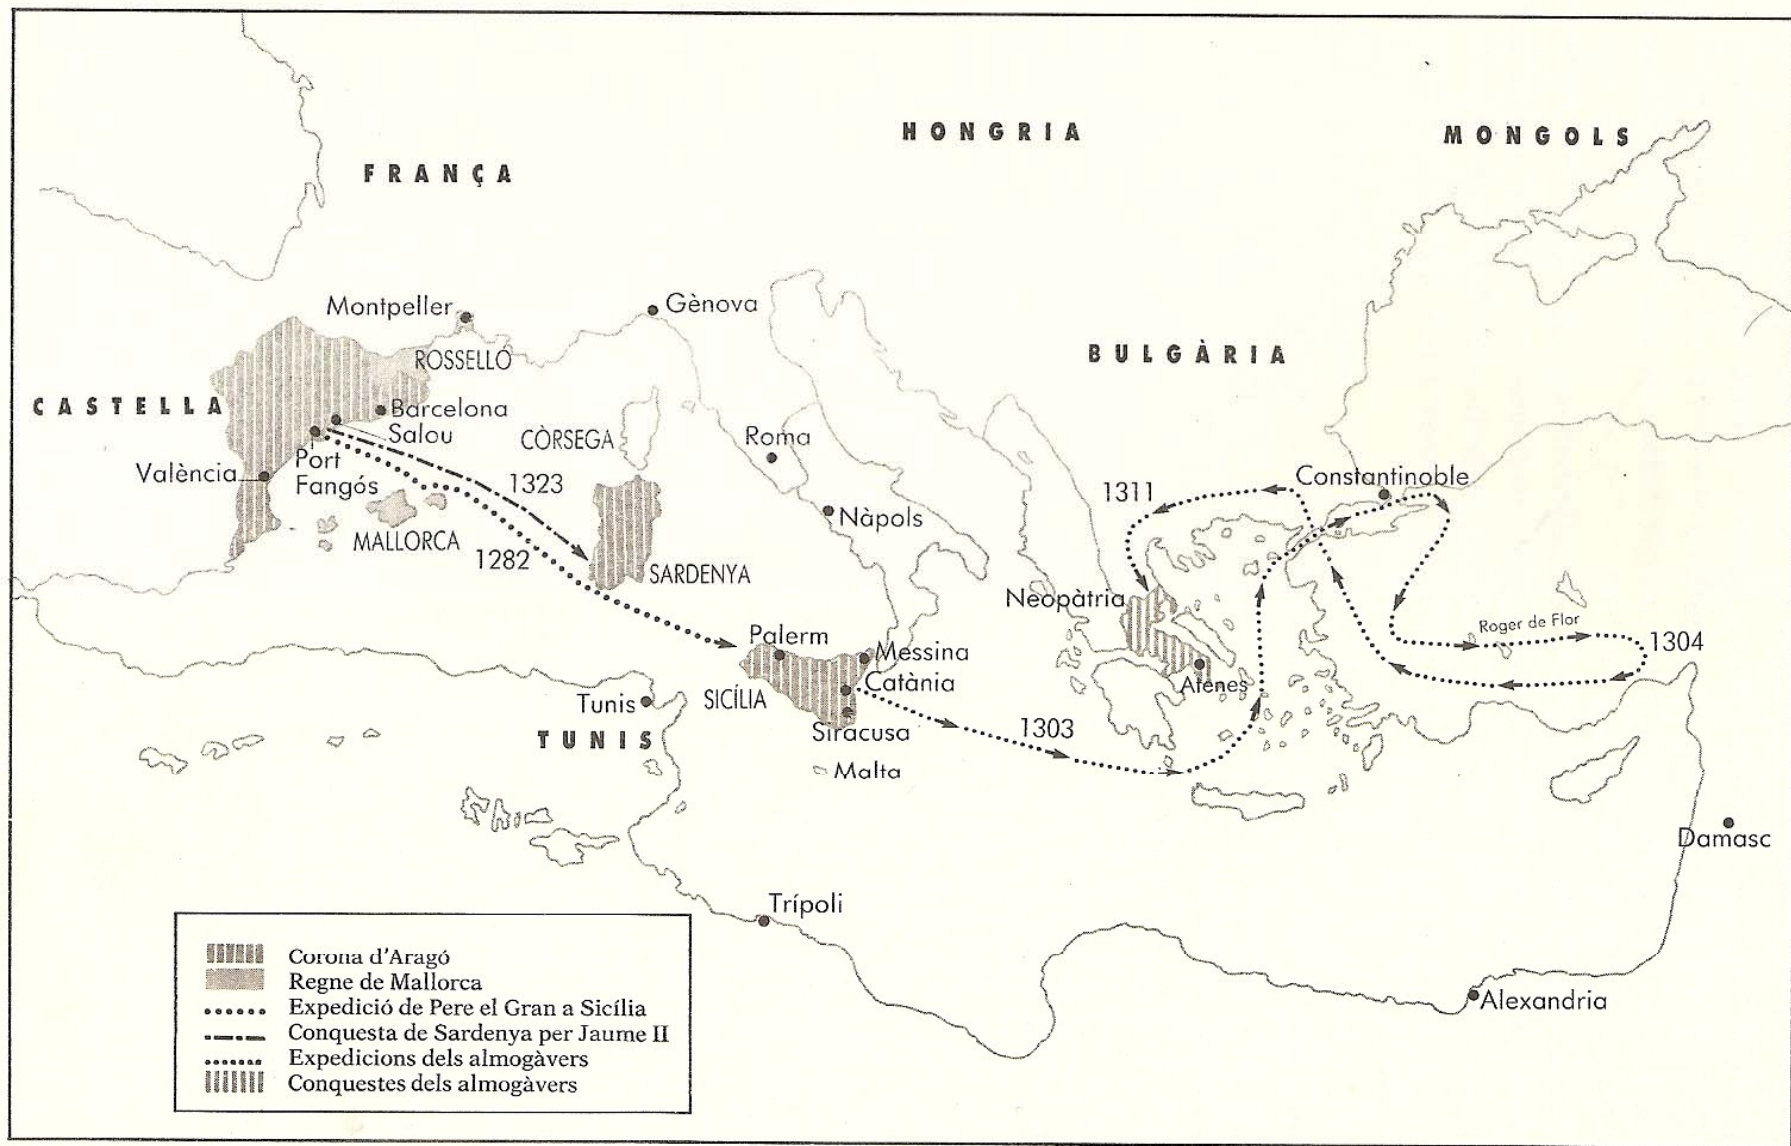 HONGRIA
MONGOLS
FRANÇA
Montpeller
Gènova
ROSSELLÓ
BULGÀRIA
CASTELLA
Barcelona
Salou
CÒRSEGA
Roma
València
Port
Fangós
1323
Constantinoble
1311
Nàpols
MALLORCA
1282
SARDENYA
Neopàtria
Roger de Flor
1304
Palerm
Messina
Catània
Atenes
SICÍLIA
Tunis
TUNIS
Siracusa
1303
Malta
Damasc
Trípoli
Alexandria
Corona d'Aragó
Regne de Mallorca
Expedició de Pere el Gran a Sicília
Conquesta de Sardenya per Jaume II
Expedicions dels almogàvers
Conquestes dels almogàvers